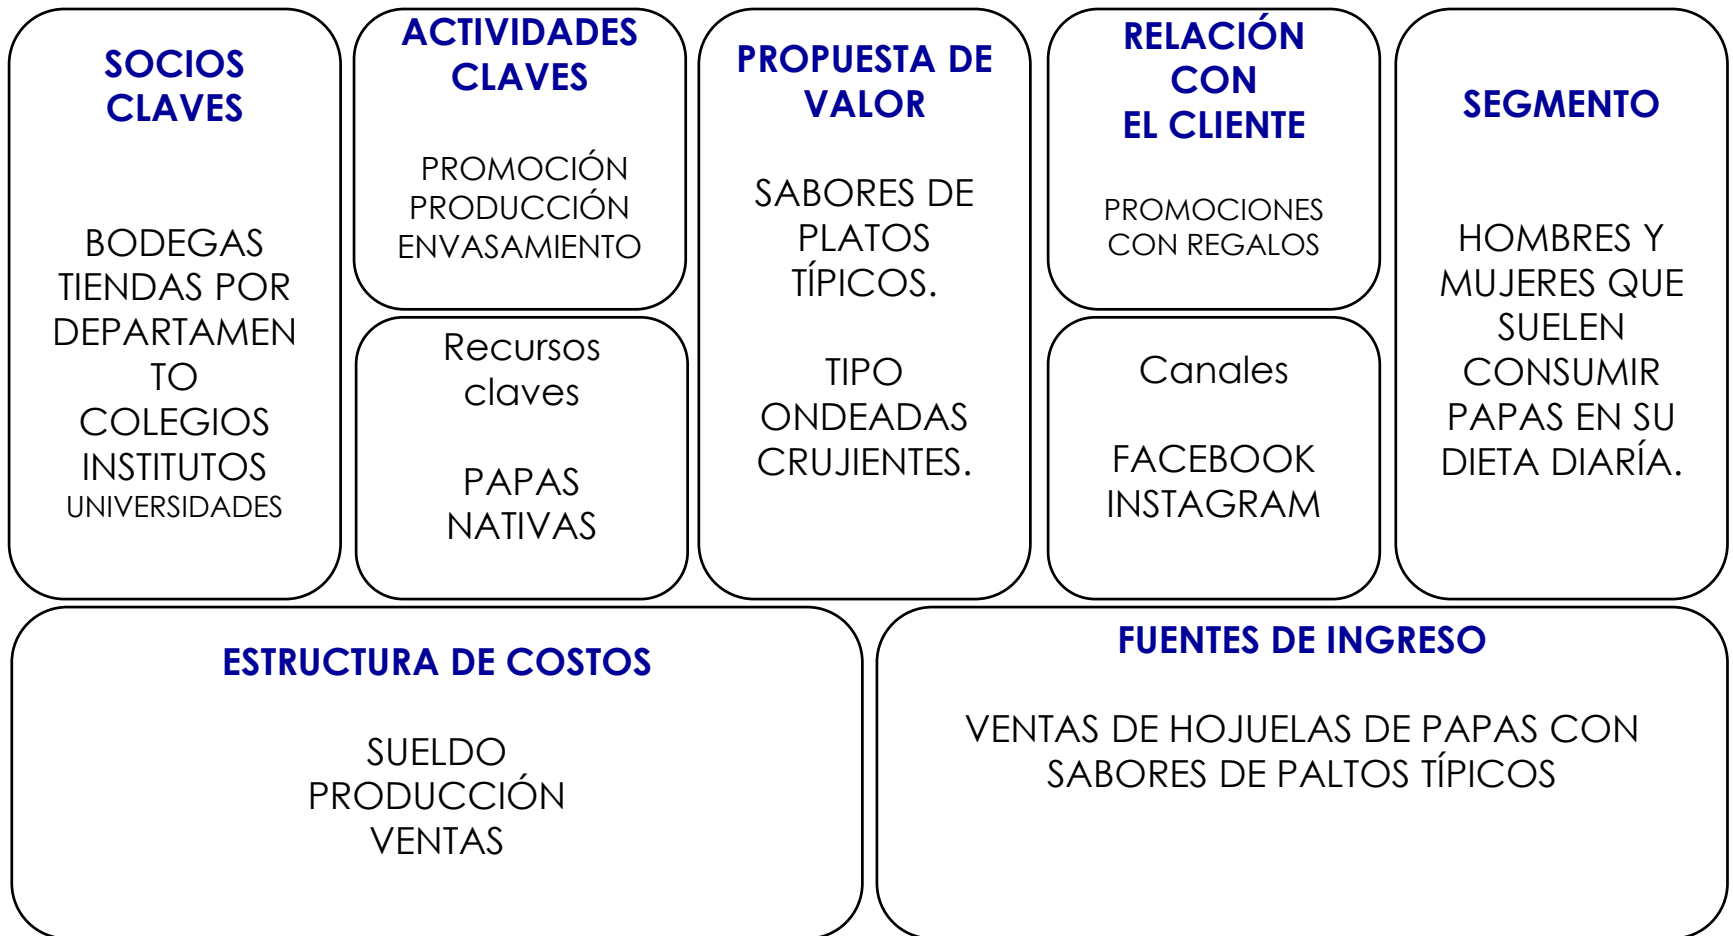 SOCIOS
CLAVES
BODEGAS
TIENDAS POR
DEPARTAMEN
TO
COLEGIOS
INSTITUTOS
UNIVERSIDADES
ACTIVIDADES
CLAVES
PROMOCIÓN
PRODUCCIÓN
ENVASAMIENTO
Recursos
claves
PAPAS
NATIVAS
PROPUESTA DE
VALOR
SABORES DE
PLATOS
TÍPICOS.
TIPO
ONDEADAS
CRUJIENTES.
RELACIÓN
CON
EL CLIENTE
PROMOCIONES
CON REGALOS
Canales
FACEBOOK
INSTAGRAM
SEGMENTO
HOMBRES Y
MUJERES QUE
SUELEN
CONSUMIR
PAPAS EN SU
DIETA DIARÍA.
ESTRUCTURA DE COSTOS
SUELDO
PRODUCCIÓN
VENTAS
FUENTES DE INGRESO
VENTAS DE HOJUELAS DE PAPAS CON
SABORES DE PALTOS TÍPICOS